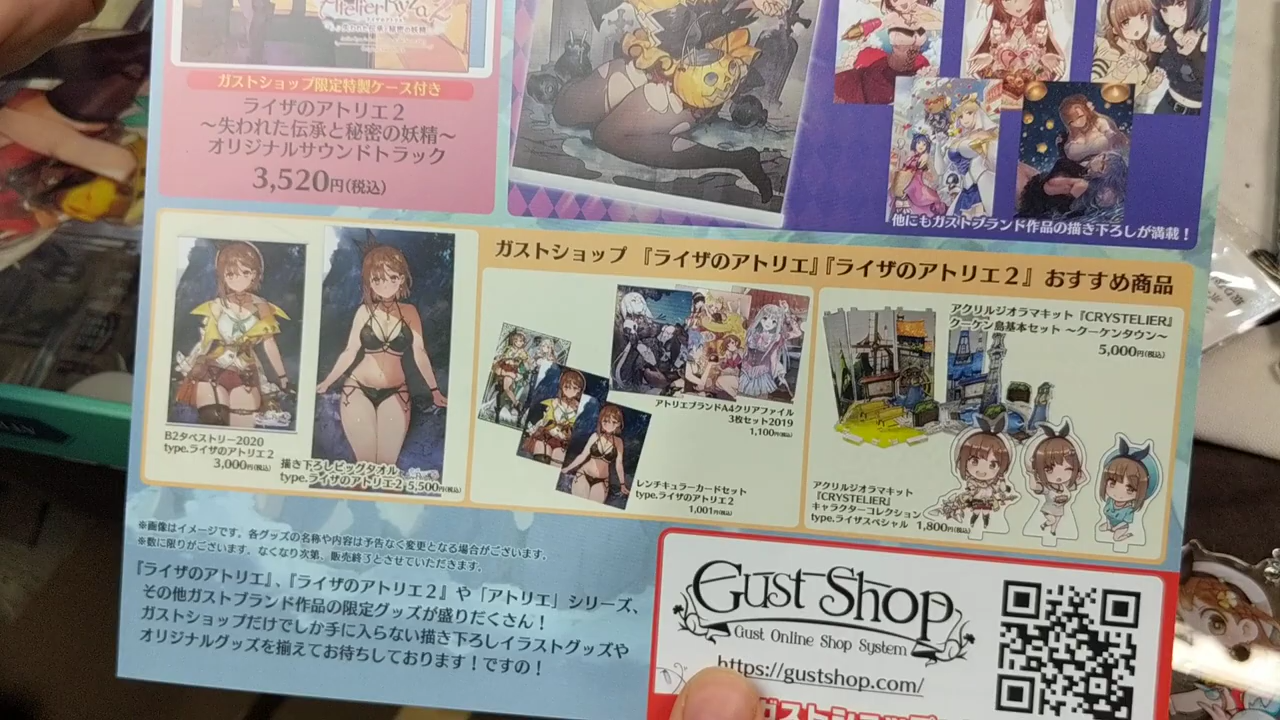 Atelier Ryza 2
ガストショップ限定特製ケース付き
ライザのアトリエ2
～失われた伝承と秘密の妖精～
オリジナルサウンドトラック
3,520円(税込)
他にもガストブランド作品の描き下ろしが満載！
ガストショップ 『ライザのアトリエ』『ライザのアトリエ2』 おすすめ商品
B2タペストリー2020
type.ライザのアトリエ2
3,000円(税込)
描き下ろしビッグタオル
type.ライザのアトリエ2 5,500円(税込)
アトリエブランドA4クリアファイル
3枚セット2019
1,100円(税込)
レンチキュラーカードセット
type.ライザのアトリエ2
1,001円(税込)
アクリルジオラマキット『CRYSTELIER』
クーケン島基本セット ～クーケンタウン～
5,000円(税込)
アクリルジオラマキット
『CRYSTELIER』
キャラクターコレクション
type.ライザスペシャル 1,800円(税込)
※画像はイメージです。各グッズの名称や内容は予告なく変更となる場合がございます。
※数に限りがございます。なくなり次第、販売終了とさせていただきます。
『ライザのアトリエ』、『ライザのアトリエ2』や「アトリエ」シリーズ、
その他ガストブランド作品の限定グッズが盛りだくさん！
ガストショップだけでしか手に入らない描き下ろしイラストグッズや
オリジナルグッズを揃えてお待ちしております！ですの！
Gust Shop
Gust Online Shop System
https://gustshop.com/
ガストショップ